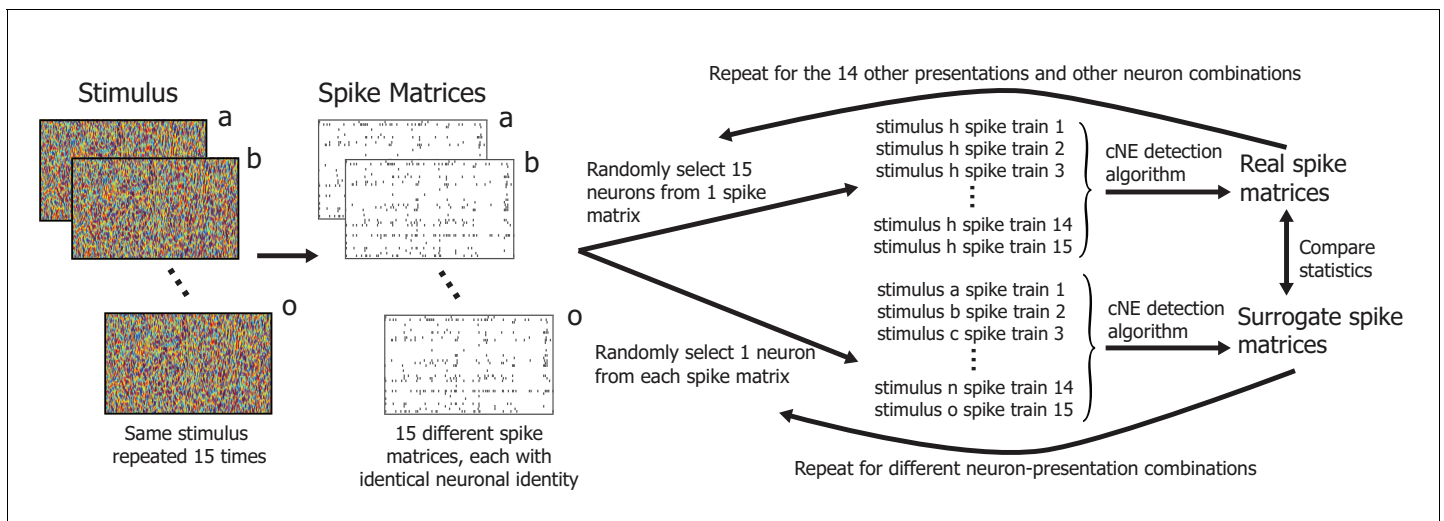 Stimulus
a
b
o
Same stimulus
repeated 15 times
Spike Matrices
a
b
o
15 different spike
matrices, each with
identical neuronal identity
Repeat for the 14 other presentations and other neuron combinations
Randomly select 15
neurons from 1 spike
matrix
stimulus h spike train 1
stimulus h spike train 2
stimulus h spike train 3
stimulus h spike train 14
stimulus h spike train 15
cNE detection
algorithm
Real spike
matrices
Compare
statistics
Randomly select 1 neuron
from each spike matrix
stimulus a spike train 1
stimulus b spike train 2
stimulus c spike train 3
stimulus n spike train 14
stimulus o spike train 15
cNE detection
algorithm
Surrogate spike
matrices
Repeat for different neuron-presentation combinations